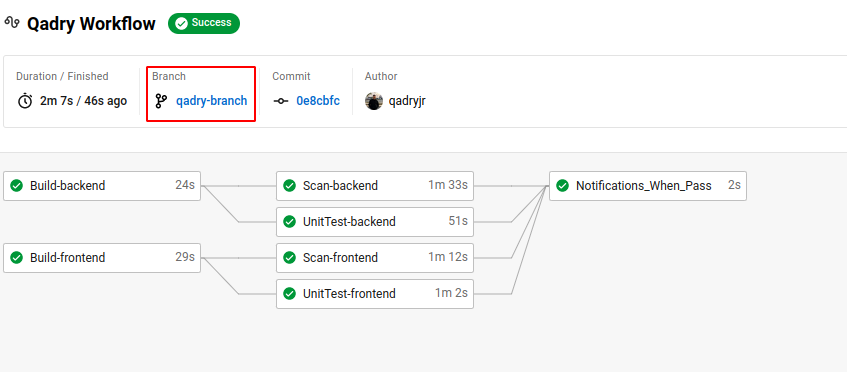 Qadry Workflow Success
Duration / Finished Branch Commit Author
2m 7s / 46s ago qadry-branch 0e8cbfc qadryjr
Build-backend 24s Scan-backend 1m 33s Notifications_When_Pass 2s
UnitTest-backend 51s
Build-frontend 29s Scan-frontend 1m 12s
UnitTest-frontend 1m 2s